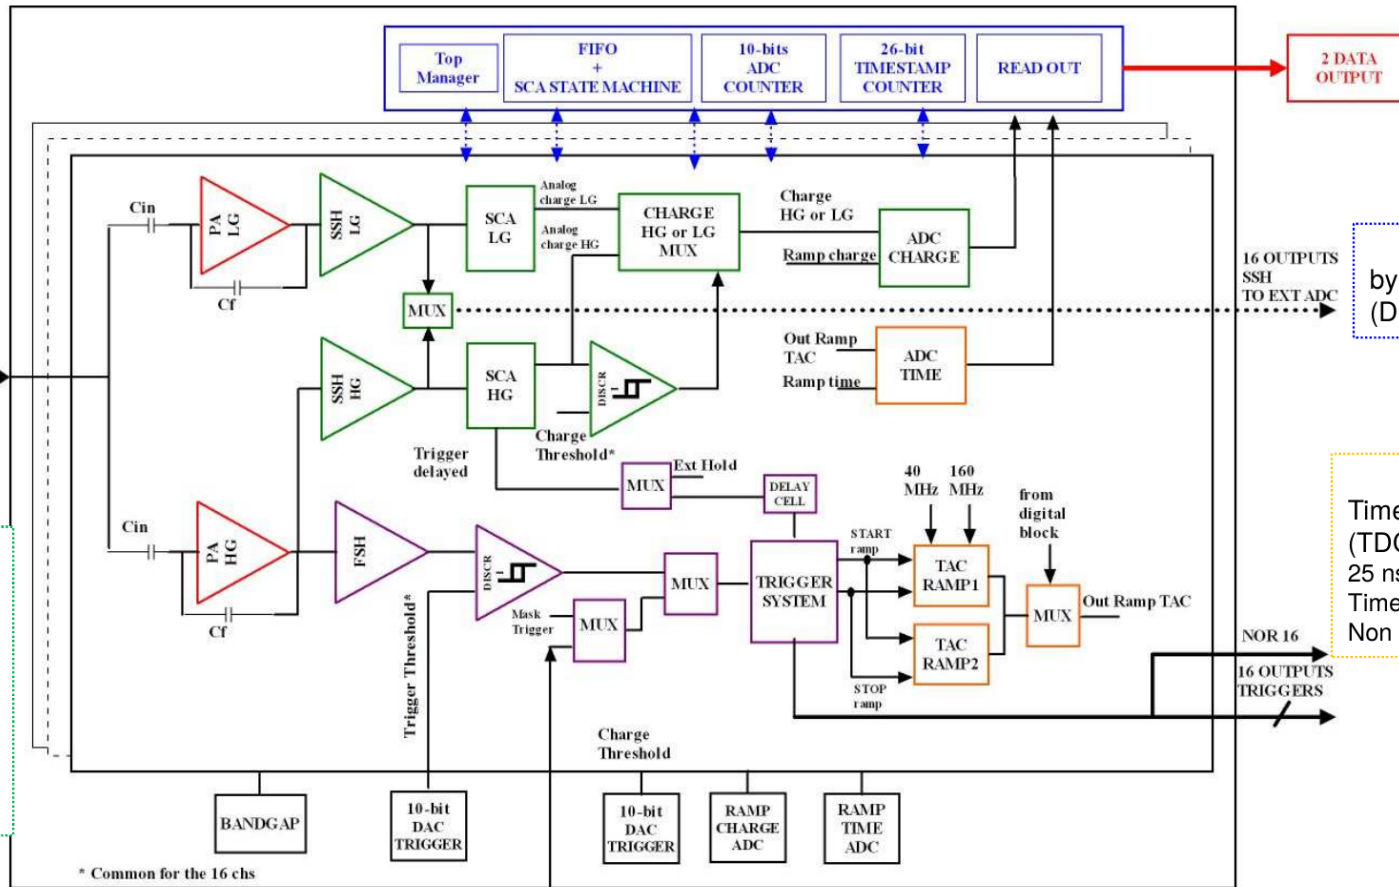 Top
Manager
FIFO
+
SCA STATE MACHINE
10-bits
ADC
COUNTER
26-bit
TIMESTAMP
COUNTER
READ OUT
2 DATA
OUTPUT
Cin
PA
LG
Cf
SSH
LG
SCA
LG
Analog
charge LG
Analog
charge HG
CHARGE
HG or LG
MUX
Charge
HG or LG
Ramp charge
ADC
CHARGE
16 OUTPUTS
SSH
TO EXT ADC
by
(D
MUX
SSH
HG
SCA
HG
DISCR
Charge
Threshold*
Out Ramp
TAC
Ramp time
ADC
TIME
Trigger
delayed
MUX
Ext Hold
DELAY
CELL
Cin
PA
HG
Cf
FSH
DISCR
Trigger Threshold*
Mask
Trigger
MUX
MUX
TRIGGER
SYSTEM
START
ramp
STOP
ramp
40
MHz
160
MHz
TAC
RAMP1
TAC
RAMP2
from
digital
block
MUX
Out Ramp TAC
Time
(TDC
25 ns
Time
Non
NOR 16
16 OUTPUTS
TRIGGERS
Charge
Threshold
BANDGAP
10-bit
DAC
TRIGGER
10-bit
DAC
TRIGGER
RAMP
CHARGE
ADC
RAMP
TIME
ADC
* Common for the 16 chs